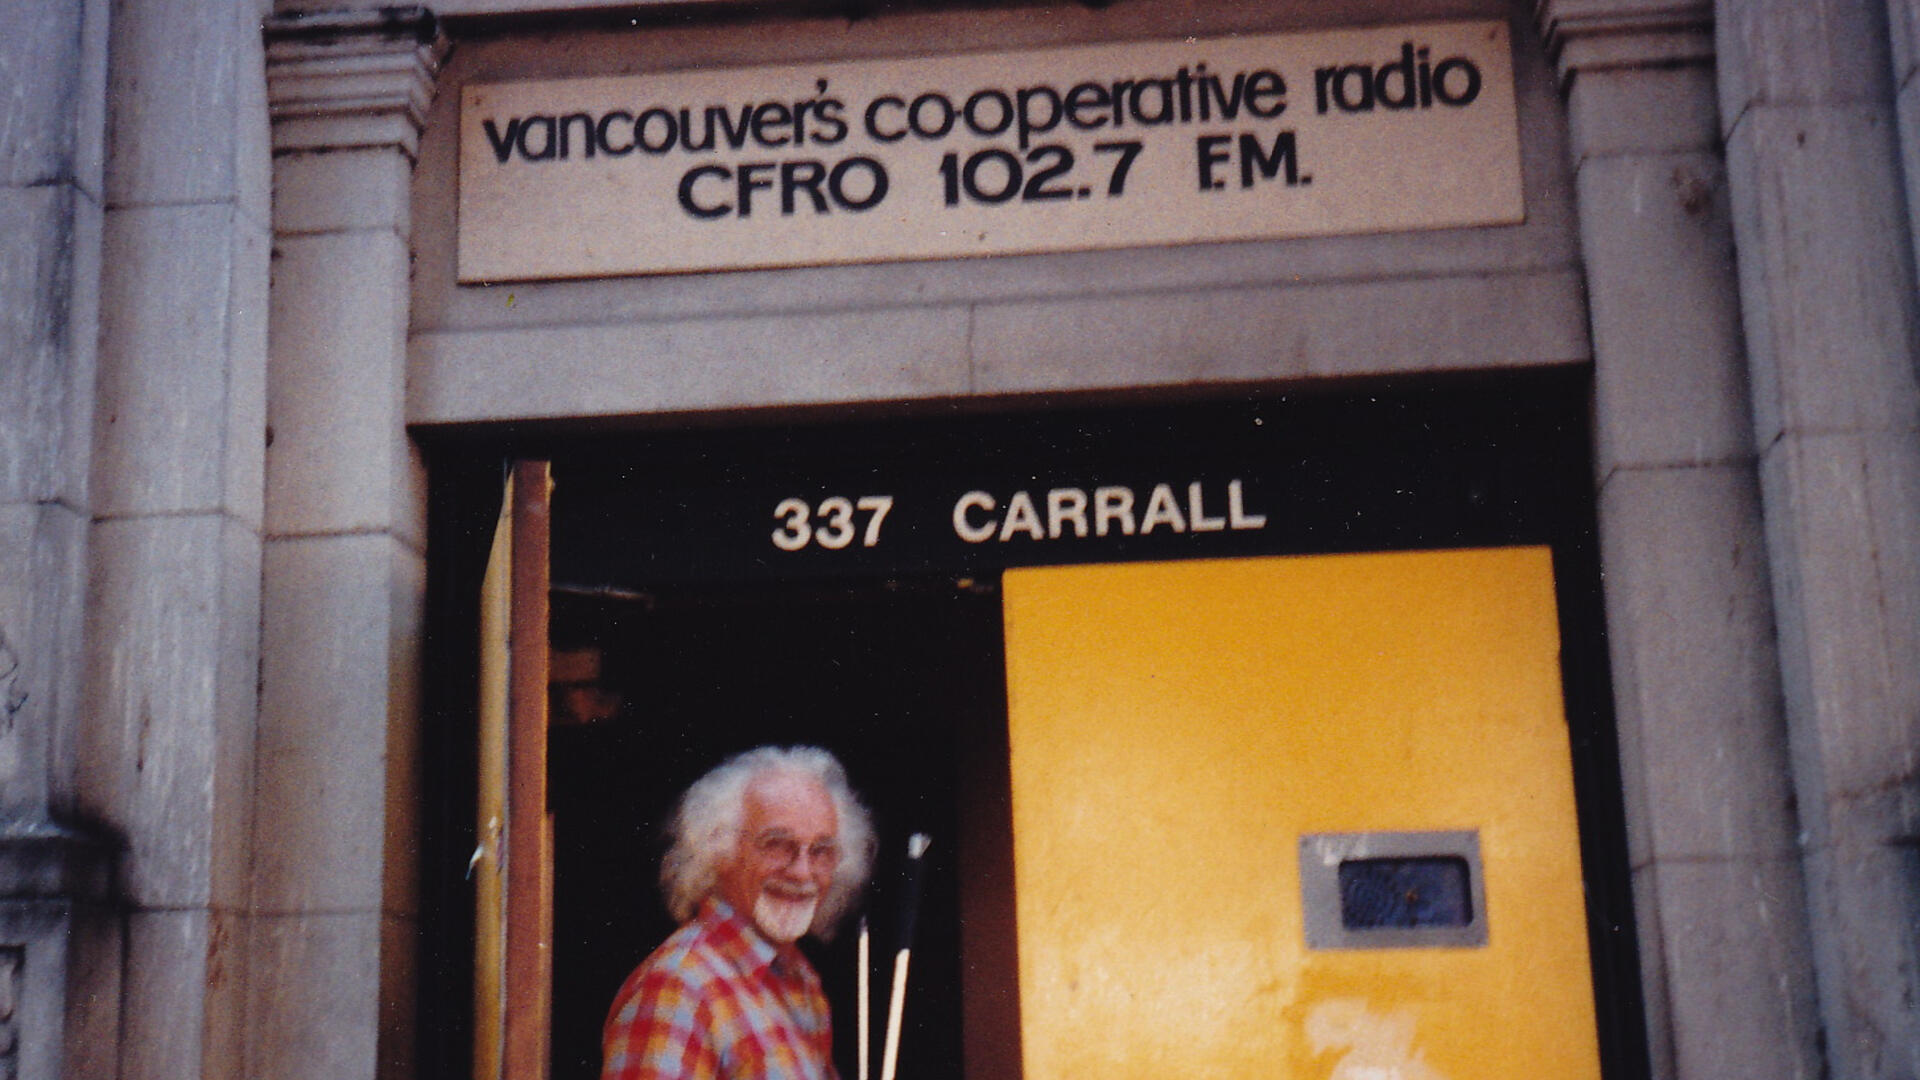 vancouver's co-operative radio
CFRO 102.7 F.M.
337 CARRALL